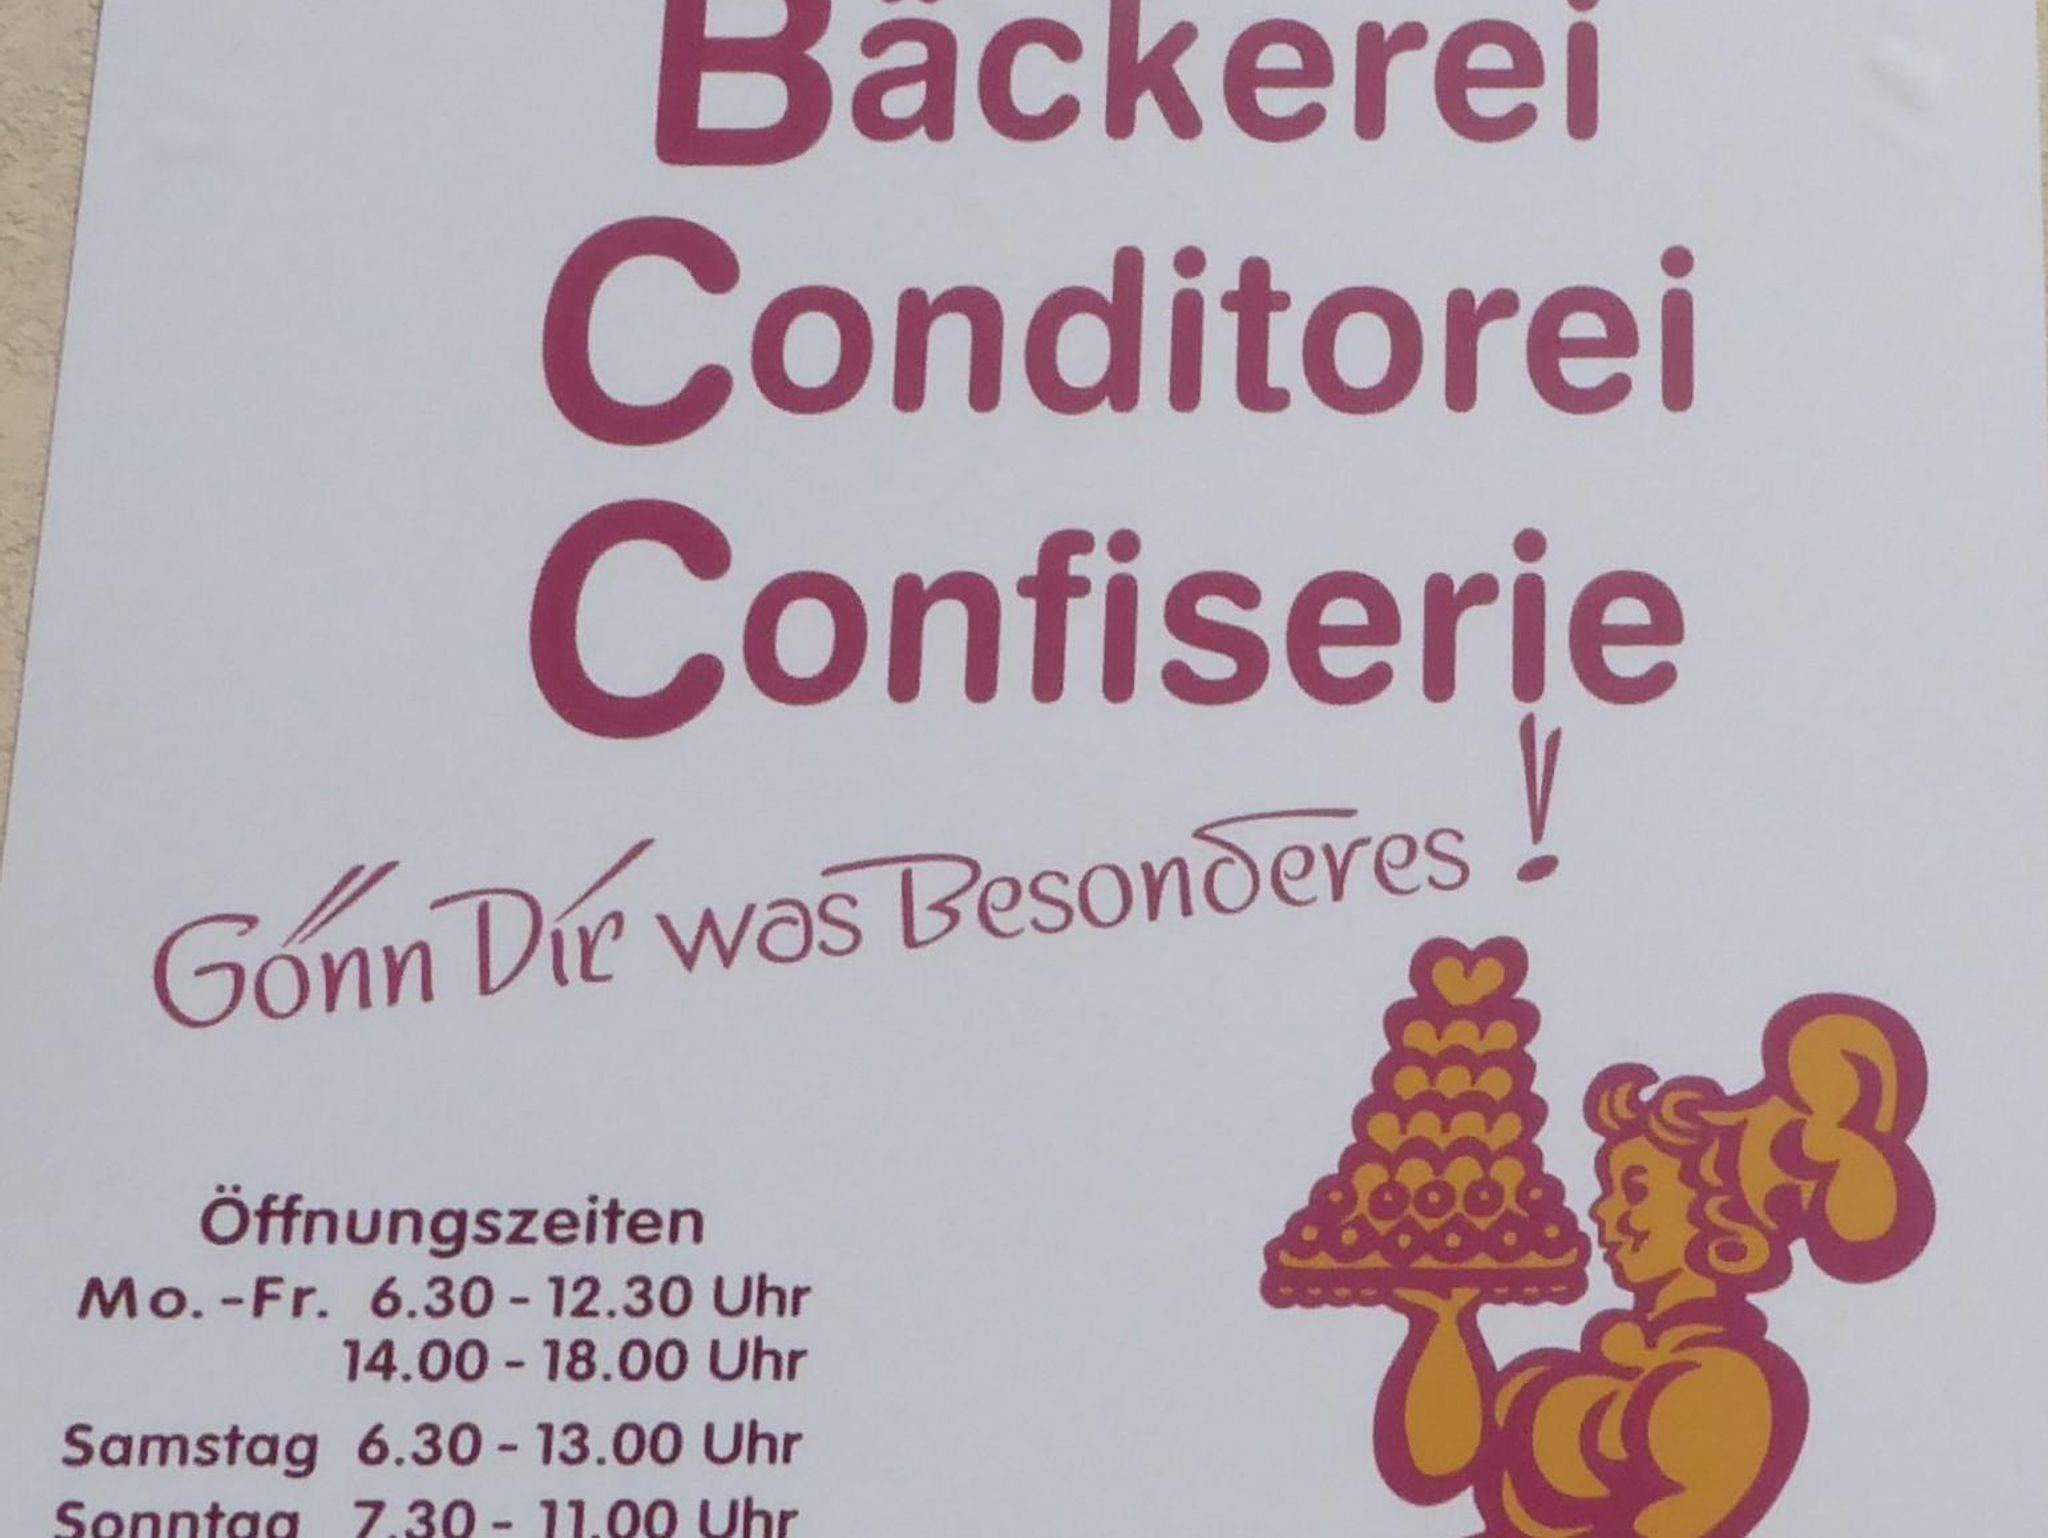 Bäckerei
Conditorei
Confiserie
Gönn Dir was Besonderes!
Öffnungszeiten
Mo.-Fr. 6.30 - 12.30 Uhr
14.00 - 18.00 Uhr
Samstag 6.30 - 13.00 Uhr
Sonntag 7.30 - 11.00 Uhr